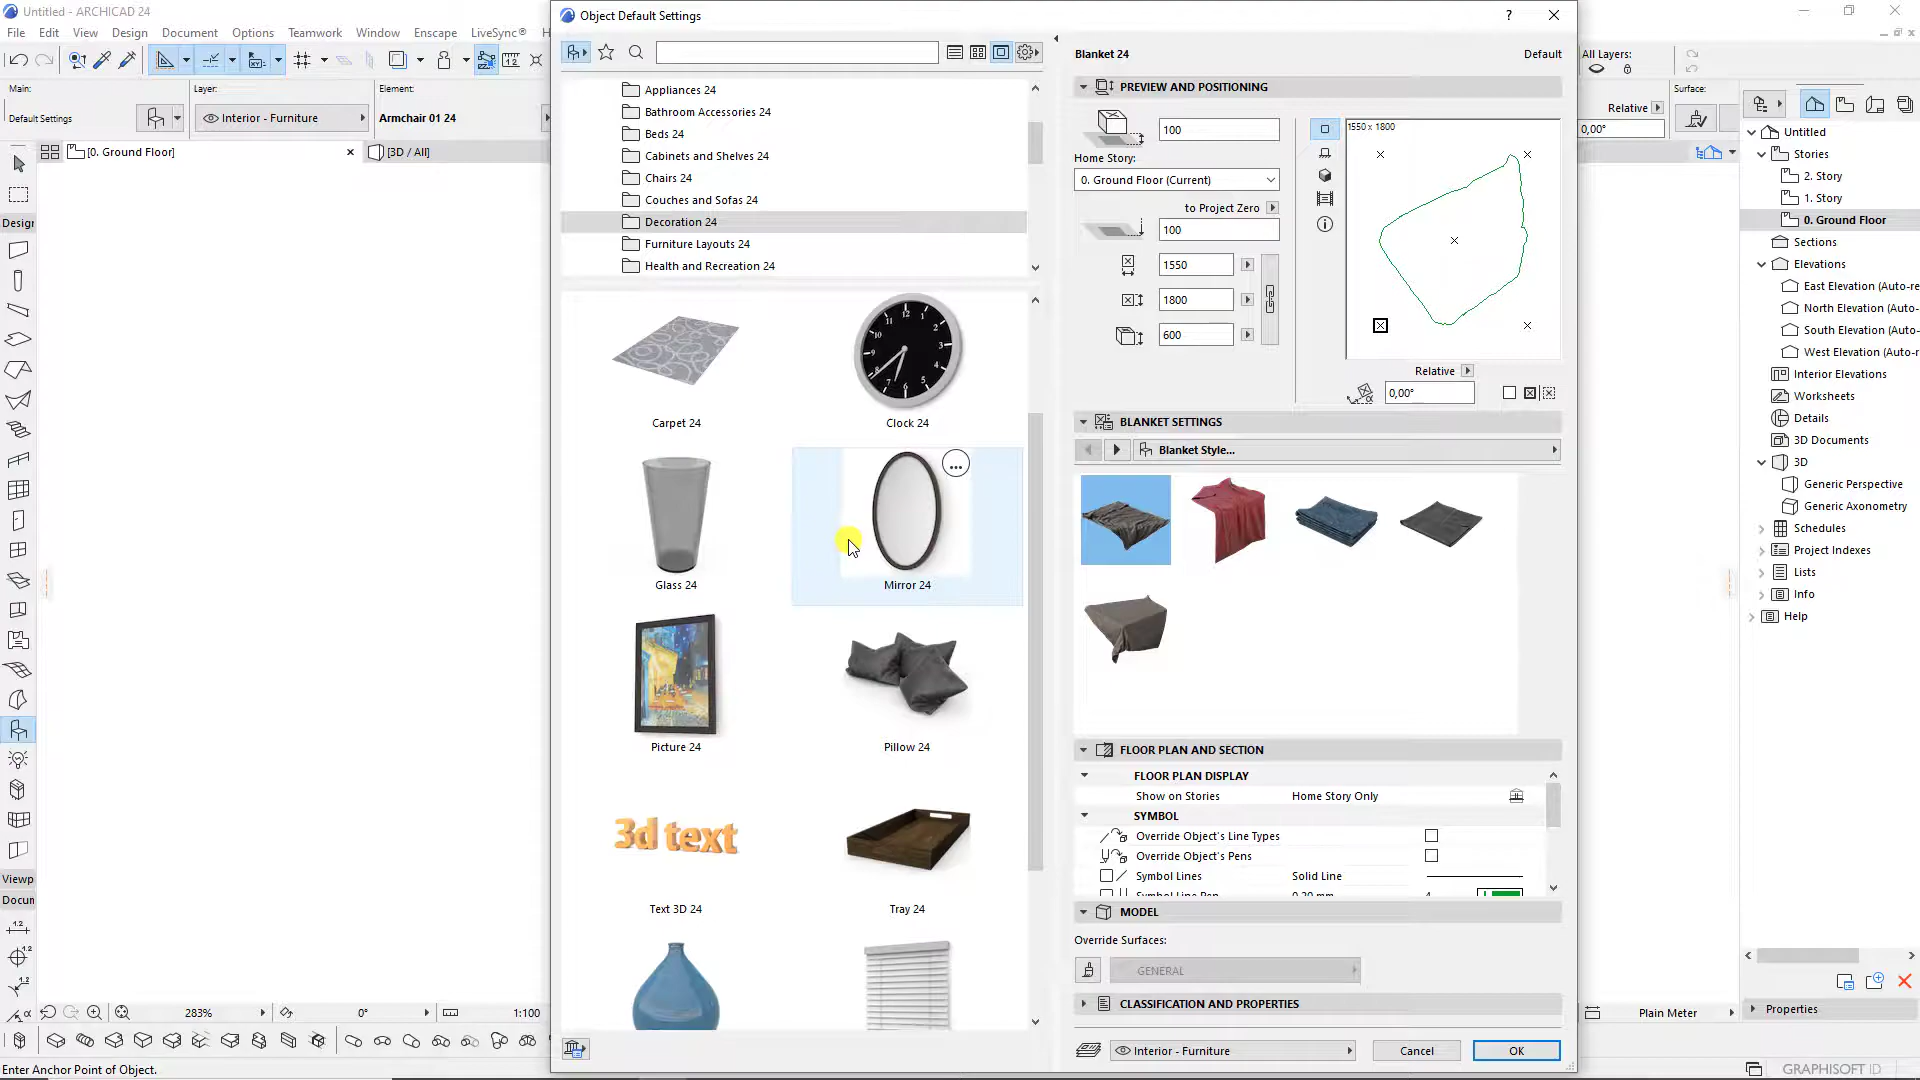 Untitled - ARCHICAD 24
File Edit View Design Document Options Teamwork Window Enscape LiveSync® H
Main:
Default Settings
Layer:
Interior - Furniture
Element:
Armchair 01 24
[0. Ground Floor]
[3D / All]
Design
Viewp
Docum
283%
0°
1:100
Enter Anchor Point of Object.
Object Default Settings
?
Appliances 24
Bathroom Accessories 24
Beds 24
Cabinets and Shelves 24
Chairs 24
Couches and Sofas 24
Decoration 24
Furniture Layouts 24
Health and Recreation 24
Carpet 24
Clock 24
Glass 24
Mirror 24
Picture 24
Pillow 24
3d text
Text 3D 24
Tray 24
Blanket 24
Default
PREVIEW AND POSITIONING
100
Home Story:
0. Ground Floor (Current)
to Project Zero
100
1550
1800
600
1550 x 1800
Relative
0,00°
BLANKET SETTINGS
Blanket Style...
FLOOR PLAN AND SECTION
FLOOR PLAN DISPLAY
Show on Stories Home Story Only
SYMBOL
Override Object's Line Types
Override Object's Pens
Symbol Lines Solid Line
Symbol Line Pen 0.20 mm 4
MODEL
Override Surfaces:
GENERAL
CLASSIFICATION AND PROPERTIES
Interior - Furniture
Cancel
OK
All Layers:
Relative
0,00°
Surface:
Untitled
Stories
2. Story
1. Story
0. Ground Floor
Sections
Elevations
East Elevation (Auto-re
North Elevation (Auto-
South Elevation (Auto-
West Elevation (Auto-r
Interior Elevations
Worksheets
Details
3D Documents
3D
Generic Perspective
Generic Axonometry
Schedules
Project Indexes
Lists
Info
Help
Properties
Plain Meter
GRAPHISOFT ID